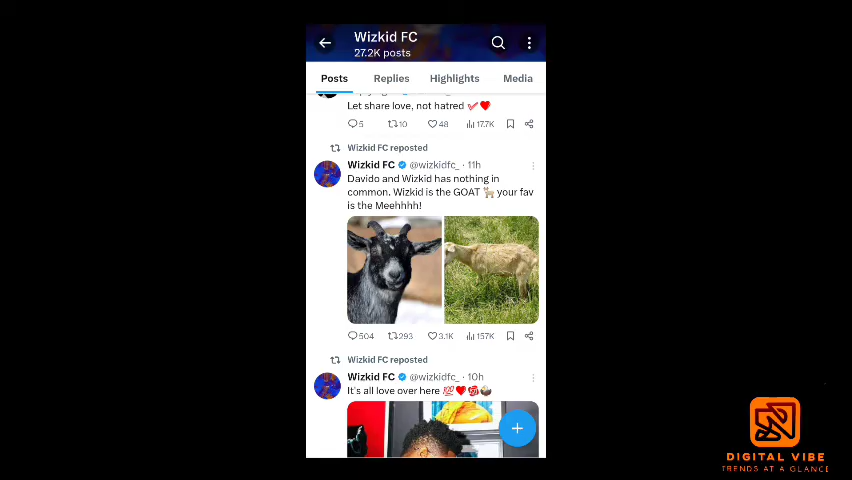 Wizkid FC
27.2K posts
Posts Replies Highlights Media
Let share love, not hatred
5 10 48 17.7K
Wizkid FC reposted
Wizkid FC @wizkidfc_ · 11h
Davido and Wizkid has nothing in
common. Wizkid is the GOAT 🐐 your fav
is the Meehhhh!
504 293 3.1K 157K
Wizkid FC reposted
Wizkid FC @wizkidfc_ · 10h
It's all love over here 💯
DIGITAL VIBE
TRENDS AT A GLANCE